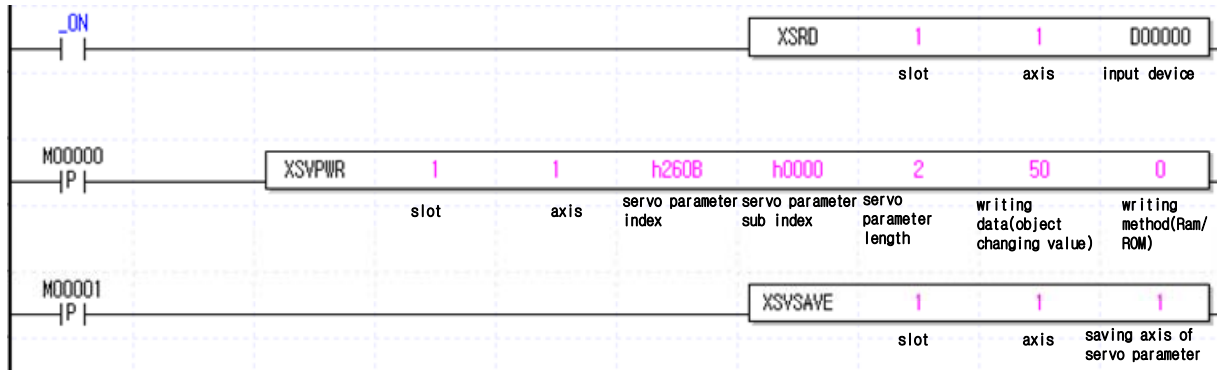 _ON
XSRD 1 1 D00000
slot axis input device
M00000
P
XSVPWR 1 1 h260B h0000 2 50 0
slot axis servo parameter index servo parameter sub index servo parameter length writing data(object changing value) writing method(Ram/ROM)
M00001
P
XSVSAVE 1 1 1
slot axis saving axis of servo parameter